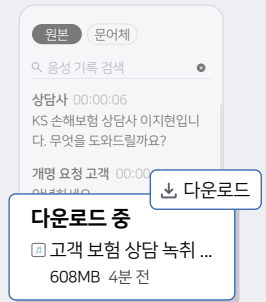 원본 문어체
음성 기록 검색
상담사 00:00:06
KS 손해보험 상담사 이지현입니
다. 무엇을 도와드릴까요?
개명 요청 고객 00:00
다운로드
다운로드 중
고객 보험 상담 녹취 ...
608MB 4분 전